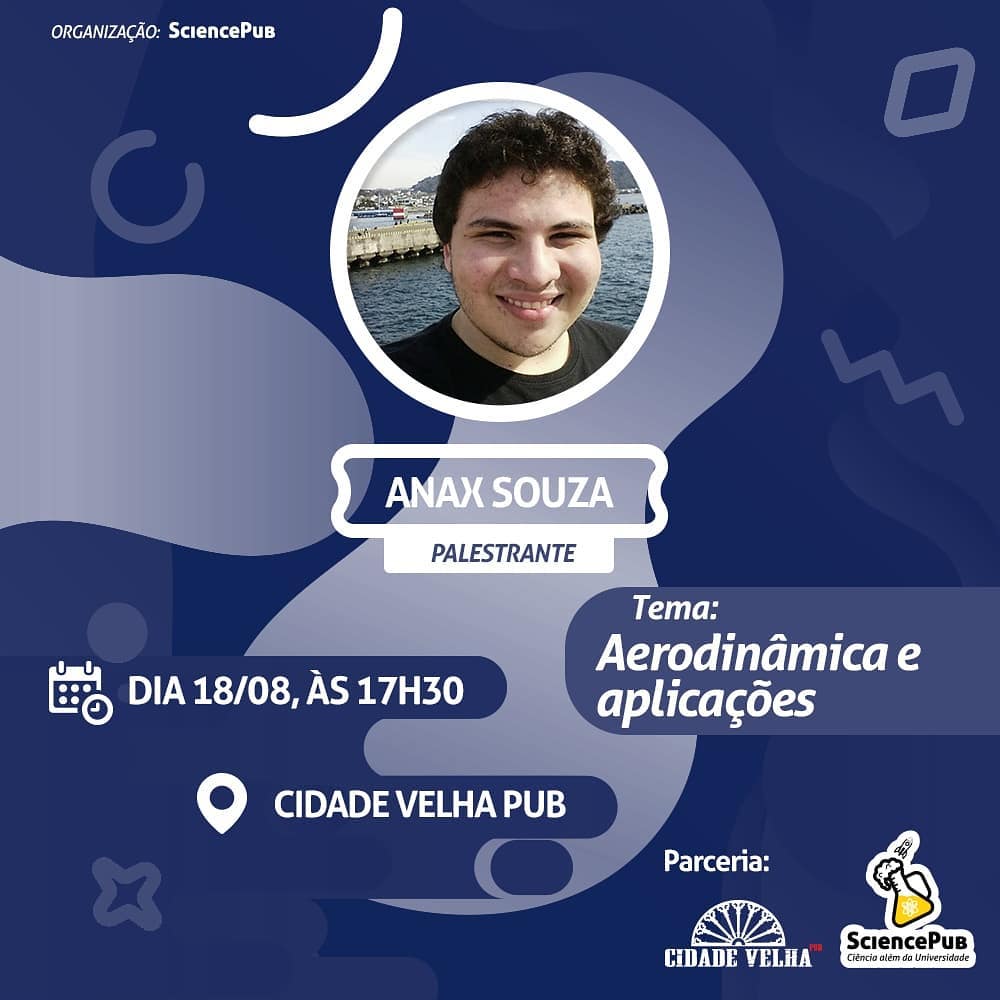 ORGANIZAÇÃO: SCIENCEPUB
ANAX SOUZA
PALESTRANTE
Tema:
Aerodinâmica e
aplicações
DIA 18/08, ÀS 17H30
CIDADE VELHA PUB
Parceria:
CIDADE VELHA PUB
SCIENCEPUB
Ciência além da Universidade